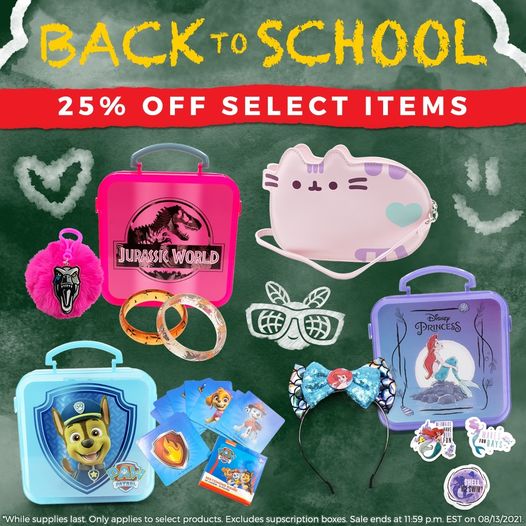 BACK TO SCHOOL
25% OFF SELECT ITEMS
JURASSIC WORLD
DISNEY
PRINCESS
PAW
PATROL
*While supplies last. Only applies to select products. Excludes supscription boxes. Sale ends at 11:59 p.m. EST on 08/13/2021